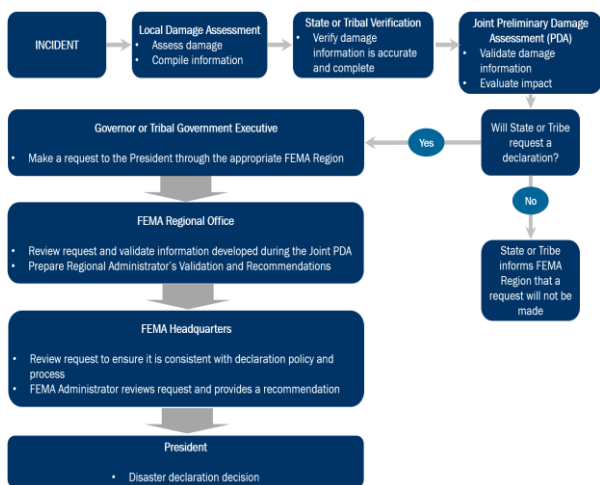 INCIDENT
Local Damage Assessment
• Assess damage
• Compile information
State or Tribal Verification
• Verify damage
information is accurate
and complete
Joint Preliminary Damage
Assessment (PDA)
• Validate damage
information
• Evaluate impact
Will State or Tribe
request a
declaration?
Yes
No
State or Tribe
informs FEMA
Region that a
request will not be
made
Governor or Tribal Government Executive
• Make a request to the President through the appropriate FEMA Region
FEMA Regional Office
• Review request and validate information developed during the Joint PDA
• Prepare Regional Administrator's Validation and Recommendations
FEMA Headquarters
• Review request to ensure it is consistent with declaration policy and
process
• FEMA Administrator reviews request and provides a recommendation
President
• Disaster declaration decision